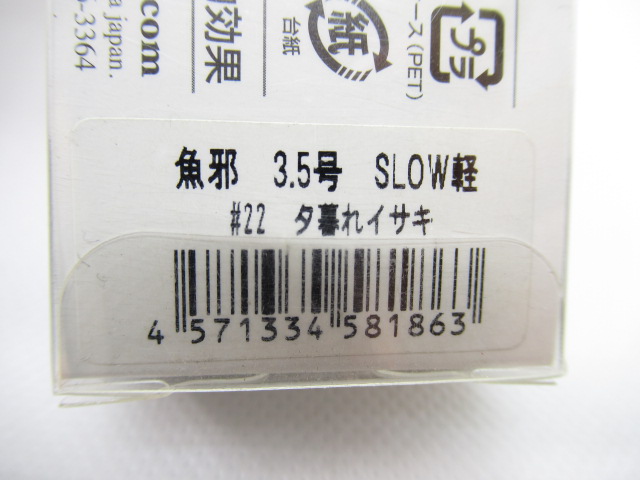 .com
a japan.
6-3364
効果
紙
台紙
プラ
ース(PET)
魚邪 3.5号 SLOW軽
#22 夕暮れイサキ
4 571334 581863